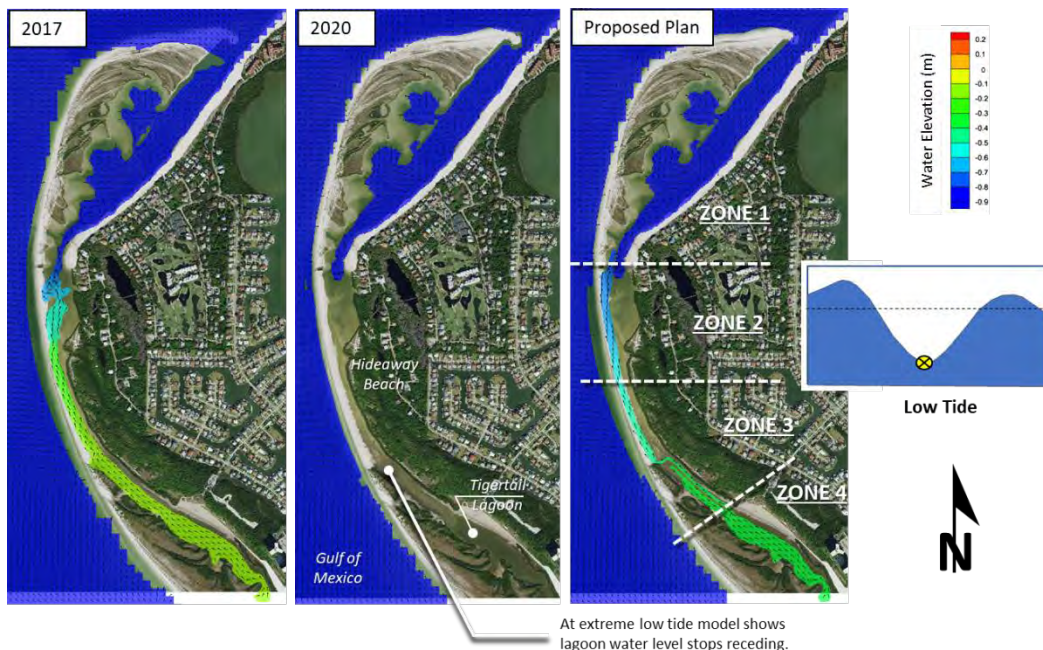 2017
2020
Proposed Plan
Water Elevation (m)
0.2
0.1
0
-0.1
-0.2
-0.3
-0.4
-0.5
-0.6
-0.7
-0.8
-0.9
ZONE 1
ZONE 2
Hideaway
Beach
ZONE 3
Tigertail
Lagoon
ZONE 4
Gulf of
Mexico
Low Tide
N
At extreme low tide model shows
lagoon water level stops receding.